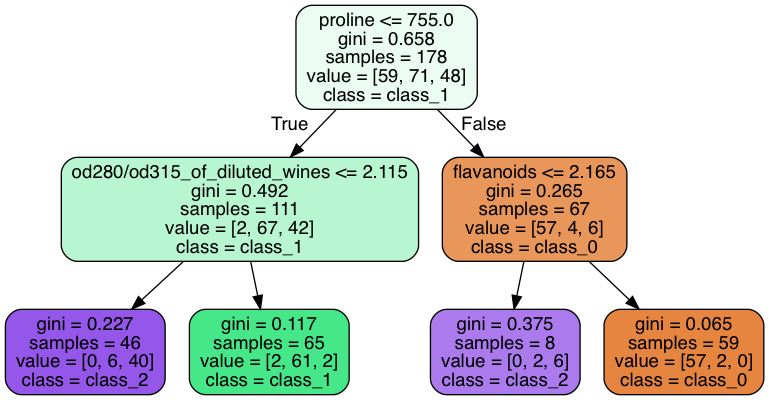 proline <= 755.0
gini = 0.658
samples = 178
value = [59, 71, 48]
class = class_1
True
False
od280/od315_of_diluted_wines <= 2.115
gini = 0.492
samples = 111
value = [2, 67, 42]
class = class_1
flavanoids <= 2.165
gini = 0.265
samples = 67
value = [57, 4, 6]
class = class_0
gini = 0.227
samples = 46
value = [0, 6, 40]
class = class_2
gini = 0.117
samples = 65
value = [2, 61, 2]
class = class_1
gini = 0.375
samples = 8
value = [0, 2, 6]
class = class_2
gini = 0.065
samples = 59
value = [57, 2, 0]
class = class_0